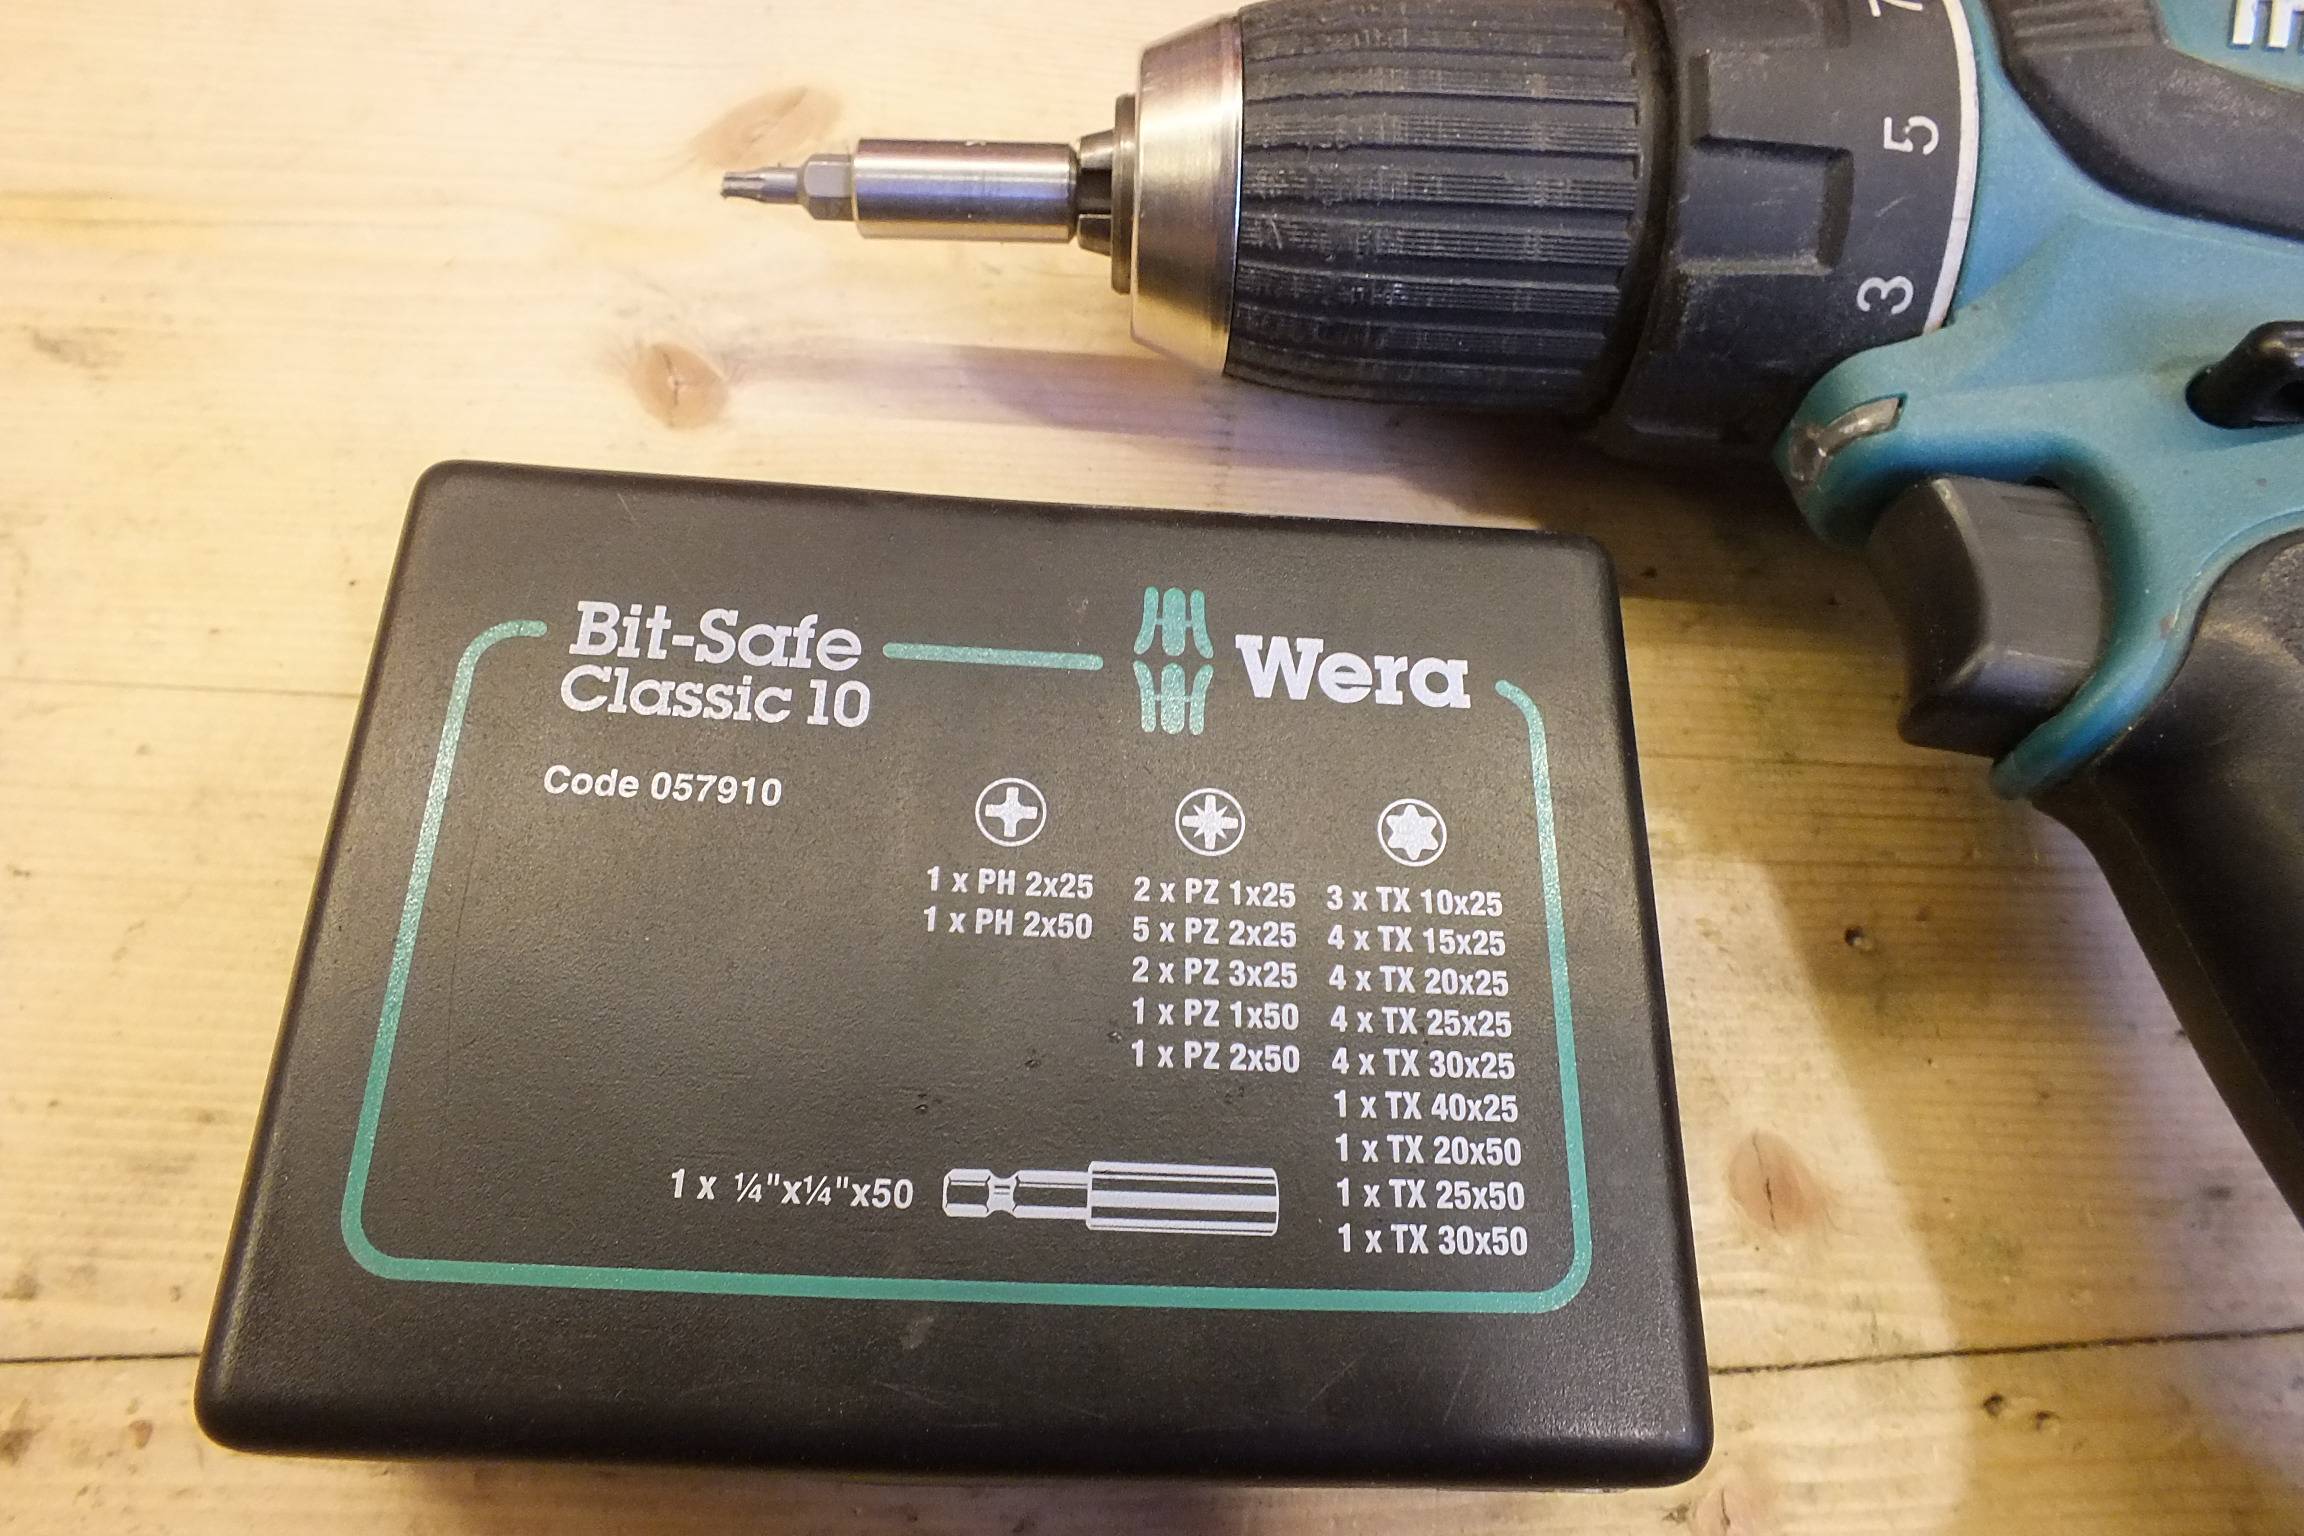 7
5
3
Bit-Safe
Classic 10
Wera
Code 057910
1 x PH 2x25
1 x PH 2x50
2 x PZ 1x25
5 x PZ 2x25
2 x PZ 3x25
1 x PZ 1x50
1 x PZ 2x50
3 x TX 10x25
4 x TX 15x25
4 x TX 20x25
4 x TX 25x25
4 x TX 30x25
1 x TX 40x25
1 x TX 20x50
1 x TX 25x50
1 x TX 30x50
1 x ¼"x¼"x50